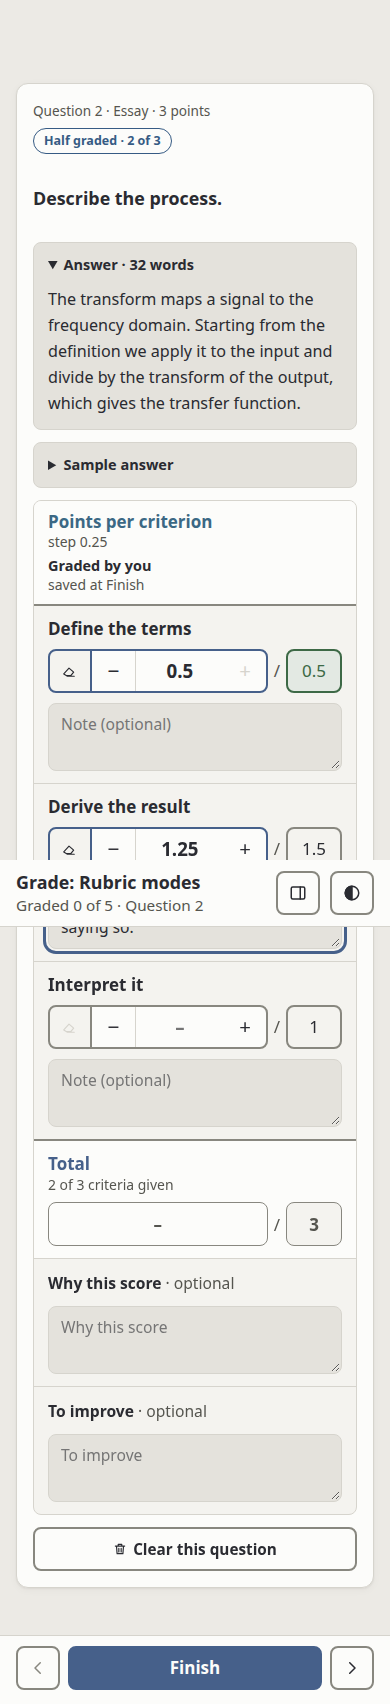 Question 2 · Essay · 3 points
Half graded · 2 of 3
Describe the process.
Answer · 32 words
The transform maps a signal to the
frequency domain. Starting from the
definition we apply it to the input and
divide by the transform of the output,
which gives the transfer function.
Sample answer
Points per criterion
step 0.25
Graded by you
saved at Finish
Define the terms
− 0.5 + / 0.5
Note (optional)
Derive the result
− 1.25 + / 1.5
Grade: Rubric modes
Graded 0 of 5 · Question 2
saying so.
Interpret it
− – + / 1
Note (optional)
Total
2 of 3 criteria given
– / 3
Why this score · optional
Why this score
To improve · optional
To improve
Clear this question
Finish